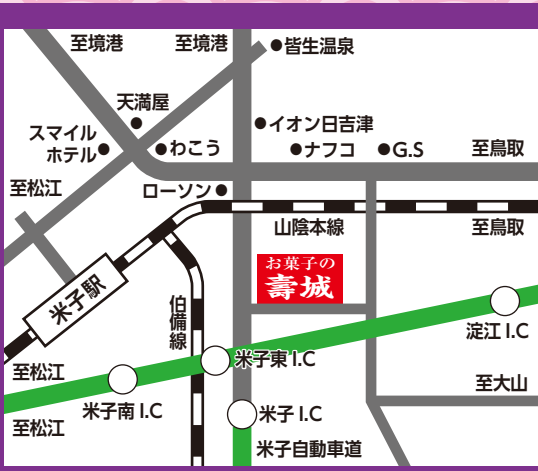 至境港
至境港
●皆生温泉
天満屋
●
スマイル
ホテル●
●わこう
●イオン日吉津
●ナフコ
●G.S
至鳥取
至松江
ローソン●
山陰本線
至鳥取
お菓子の
壽城
米子駅
伯備線
淀江I.C
米子東I.C
至松江
米子南I.C
至大山
米子I.C
至松江
米子自動車道